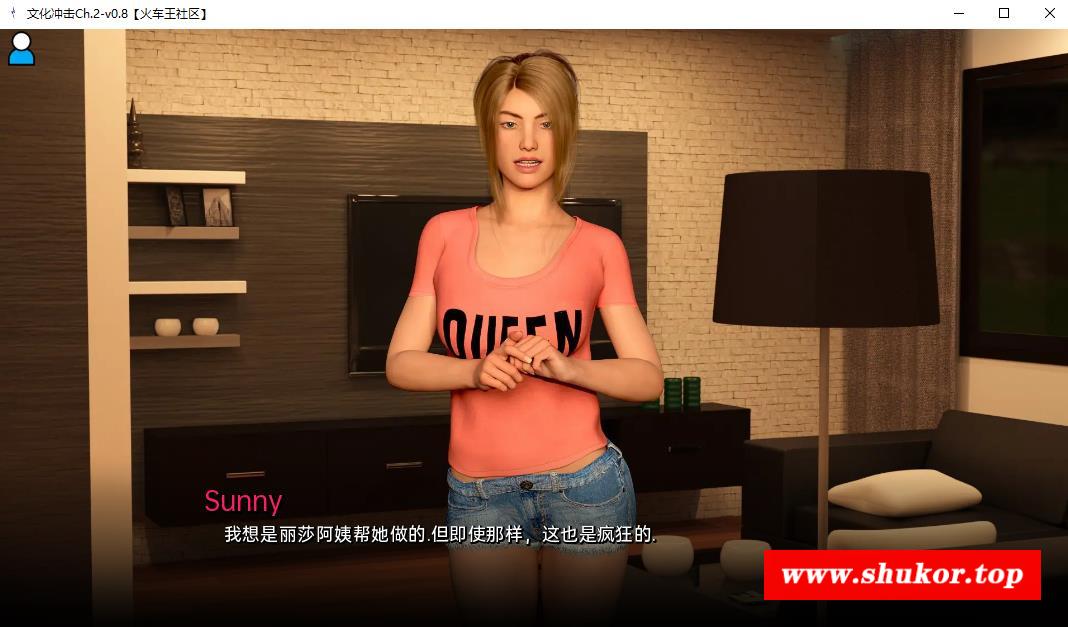 文化冲击Ch.2-v0.8【火车王社区】
QUEEN
Sunny
我想是丽莎阿姨帮她做的.但即使那样，这也是疯狂的.
www.shukor.top